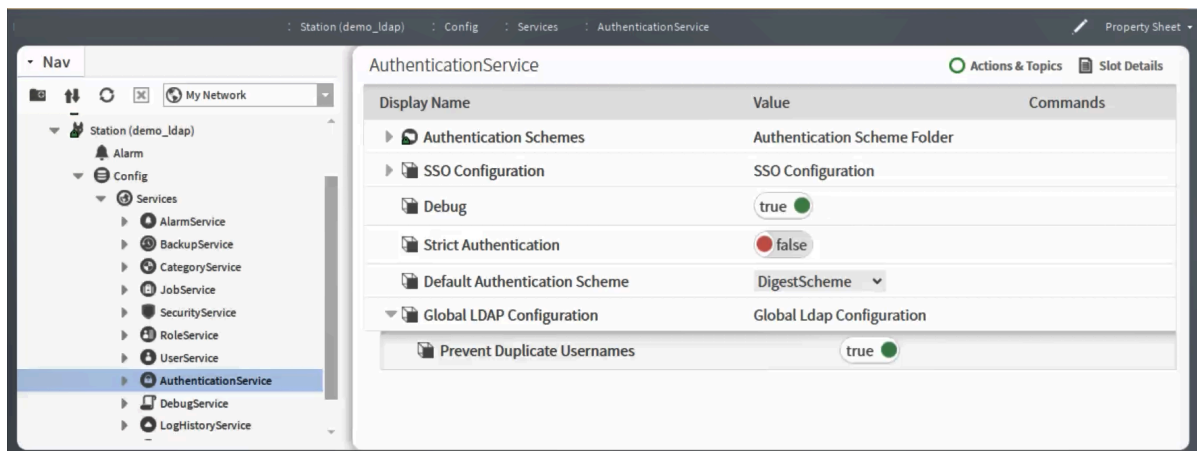 : Station (demo_ldap) : Config : Services : AuthenticationService Property Sheet
Nav
My Network
Station (demo_ldap)
Alarm
Config
Services
AlarmService
BackupService
CategoryService
JobService
SecurityService
RoleService
UserService
AuthenticationService
DebugService
LogHistoryService
AuthenticationService Actions & Topics Slot Details
Display Name Value Commands
Authentication Schemes Authentication Scheme Folder
SSO Configuration SSO Configuration
Debug true
Strict Authentication false
Default Authentication Scheme DigestScheme
Global LDAP Configuration Global Ldap Configuration
Prevent Duplicate Usernames true